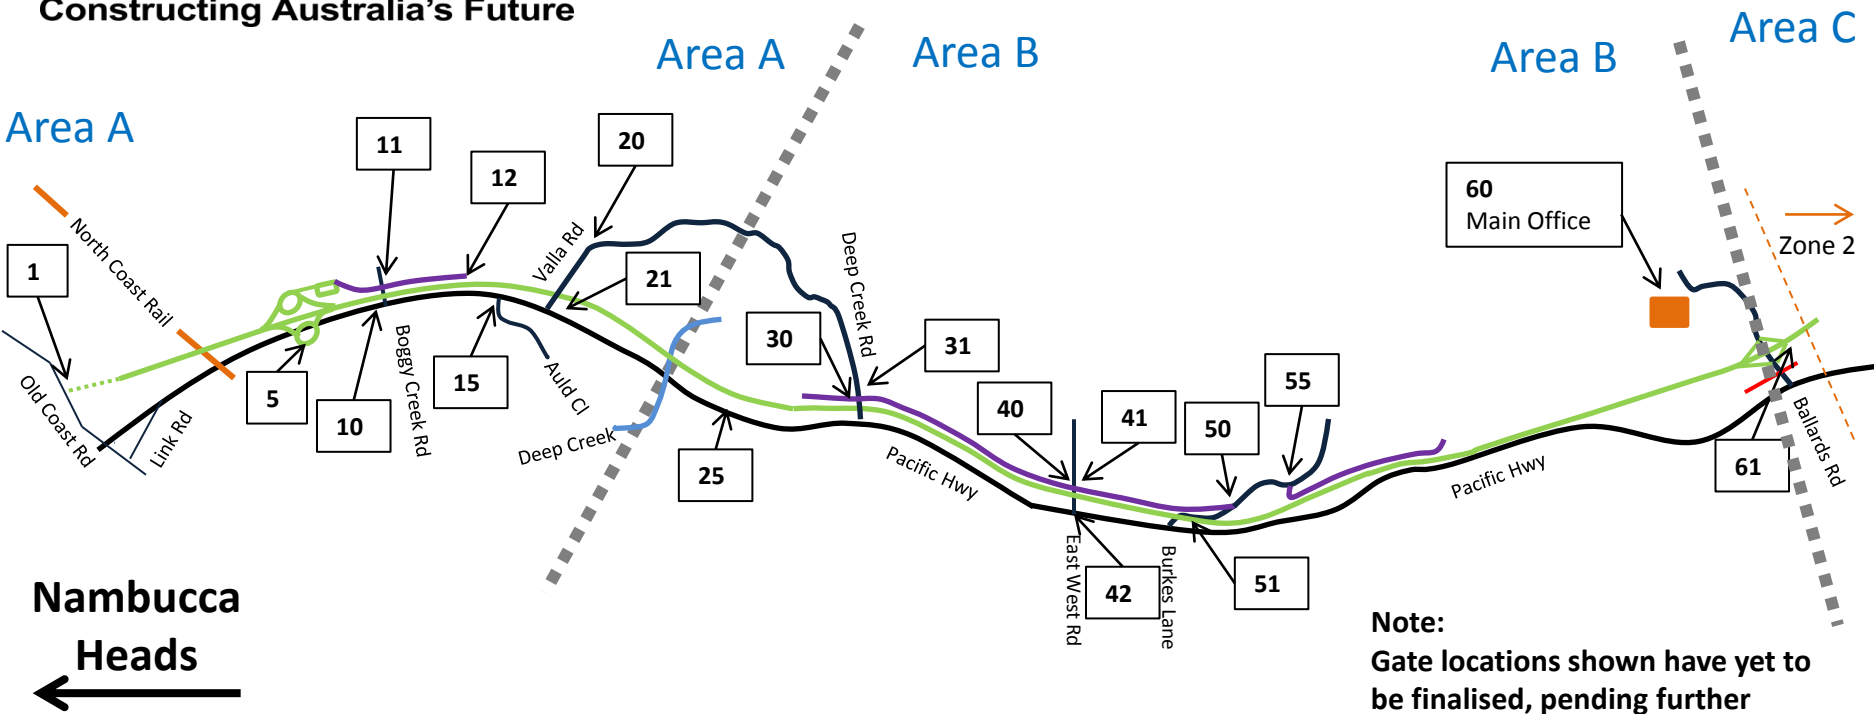 Constructing Australia's Future
Area A
Area B
Area B
Area C
Area A
11
20
12
60
Main Office
Zone 2
1
North Coast Rail
Valla Rd
21
Deep Creek Rd
30
31
5
10
Boggy Creek Rd
15
Auld Cl
Old Coast Rd
Link Rd
Deep Creek
25
Pacific Hwy
40
41
50
55
Pacific Hwy
61
Ballards Rd
East West Rd
42
Burkes Lane
51
Nambucca
Heads
Note:
Gate locations shown have yet to
be finalised, pending further